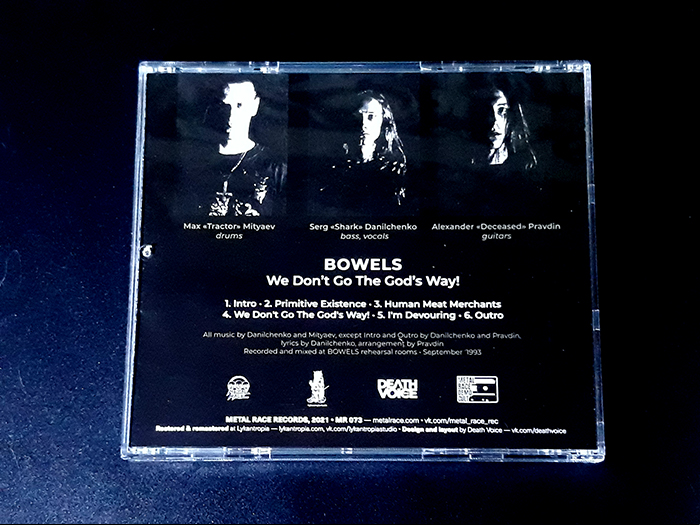 Max «Tractor» Mityaev
drums
Serg «Shark» Danilchenko
bass, vocals
Alexander «Deceased» Pravdin
guitars
BOWELS
We Don't Go The God's Way!
1. Intro • 2. Primitive Existence • 3. Human Meat Merchants
4. We Don't Go The God's Way! • 5. I'm Devouring • 6. Outro
All music by Danilchenko and Mityaev, except Intro and Outro by Danilchenko and Pravdin,
lyrics by Danilchenko, arrangement by Pravdin
Recorded and mixed at BOWELS rehearsal rooms • September 1993
DEATH
VOICE
METAL
RACE
METAL RACE RECORDS, 2021 • MR 073 — metalrace.com • vk.com/metal_race_rec
Restored & remastered at Lykantropia — lykantropia.com, vk.com/lykantropiastudio • Design and layout by Death Voice — vk.com/deathvoice